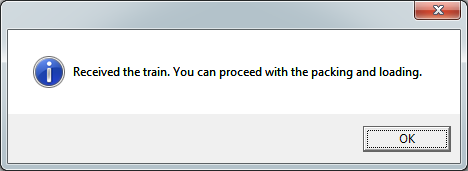 Received the train. You can proceed with the packing and loading.
OK